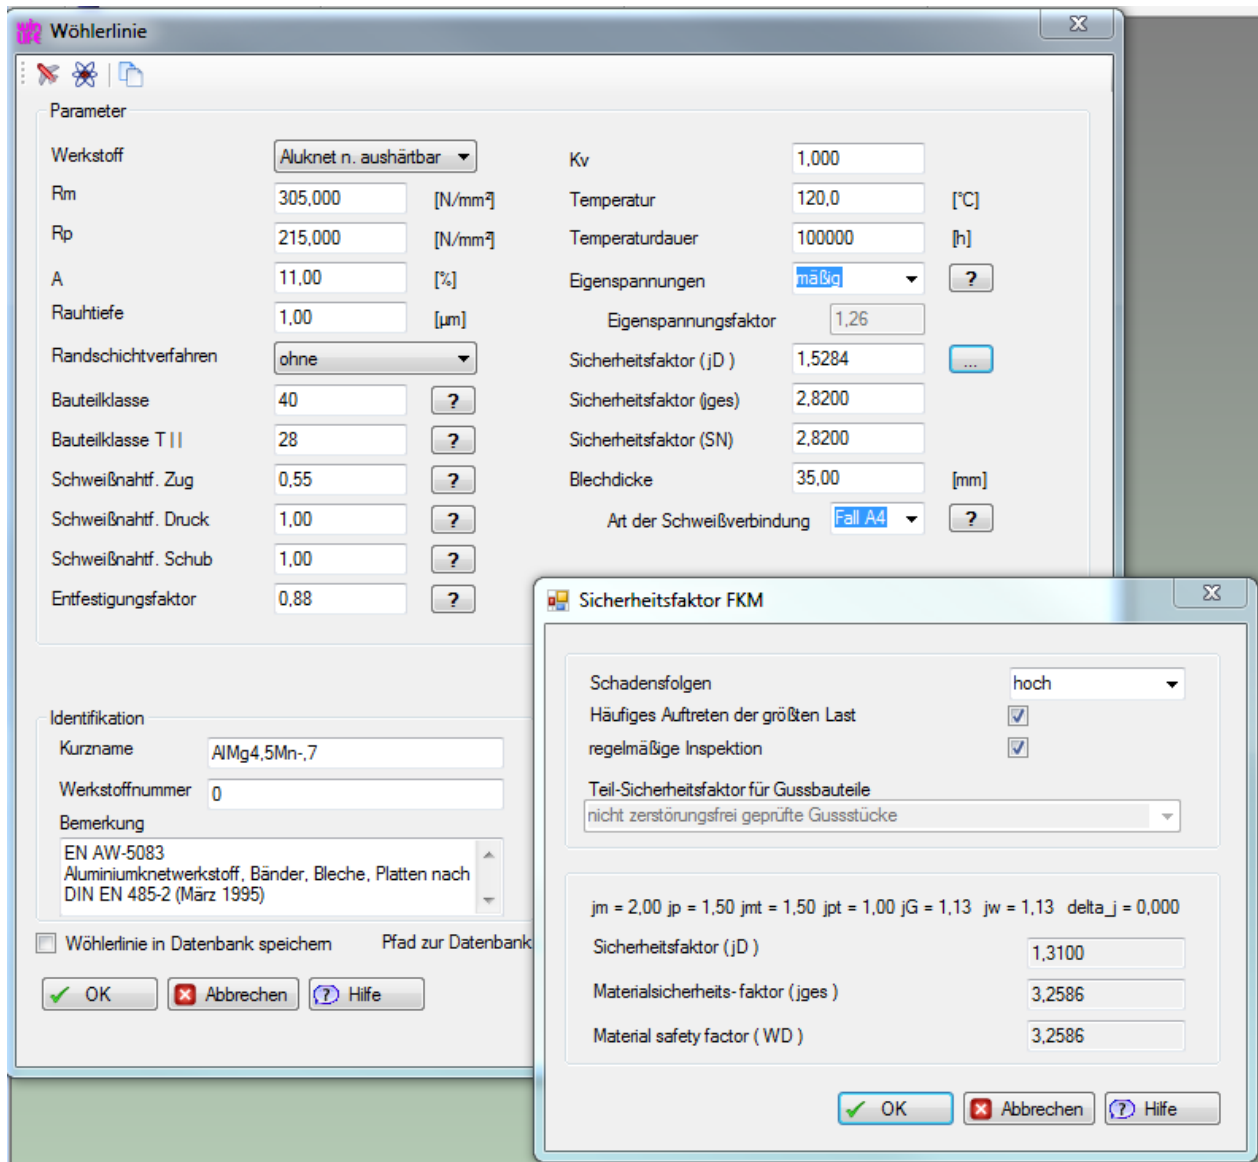 win LIFE Wöhlerlinie
Parameter
Werkstoff Aluknet n. aushärtbar
Rm 305,000 [N/mm²]
Rp 215,000 [N/mm²]
A 11,00 [%]
Rauhtiefe 1,00 [µm]
Randschichtverfahren ohne
Bauteilklasse 40 ?
Bauteilklasse T || 28 ?
Schweißnahtf. Zug 0,55 ?
Schweißnahtf. Druck 1,00 ?
Schweißnahtf. Schub 1,00 ?
Entfestigungsfaktor 0,88 ?
Kv 1,000
Temperatur 120,0 [°C]
Temperaturdauer 100000 [h]
Eigenspannungen mäßig ?
Eigenspannungsfaktor 1,26
Sicherheitsfaktor ( jD ) 1,5284 ...
Sicherheitsfaktor (jges) 2,8200
Sicherheitsfaktor (SN) 2,8200
Blechdicke 35,00 [mm]
Art der Schweißverbindung Fall A4 ?
Identifikation
Kurzname AlMg4,5Mn-,7
Werkstoffnummer 0
Bemerkung
EN AW-5083
Aluminiumknetwerkstoff, Bänder, Bleche, Platten nach
DIN EN 485-2 (März 1995)
Wöhlerlinie in Datenbank speichern Pfad zur Datenbank
OK Abbrechen ? Hilfe
Sicherheitsfaktor FKM
Schadensfolgen hoch
Häufiges Auftreten der größten Last
regelmäßige Inspektion
Teil-Sicherheitsfaktor für Gussbauteile
nicht zerstörungsfrei geprüfte Gussstücke
jm = 2,00 jp = 1,50 jmt = 1,50 jpt = 1,00 jG = 1,13 jw = 1,13 delta_j = 0,000
Sicherheitsfaktor ( jD ) 1,3100
Materialsicherheits-faktor ( jges ) 3,2586
Material safety factor ( WD ) 3,2586
OK Abbrechen ? Hilfe